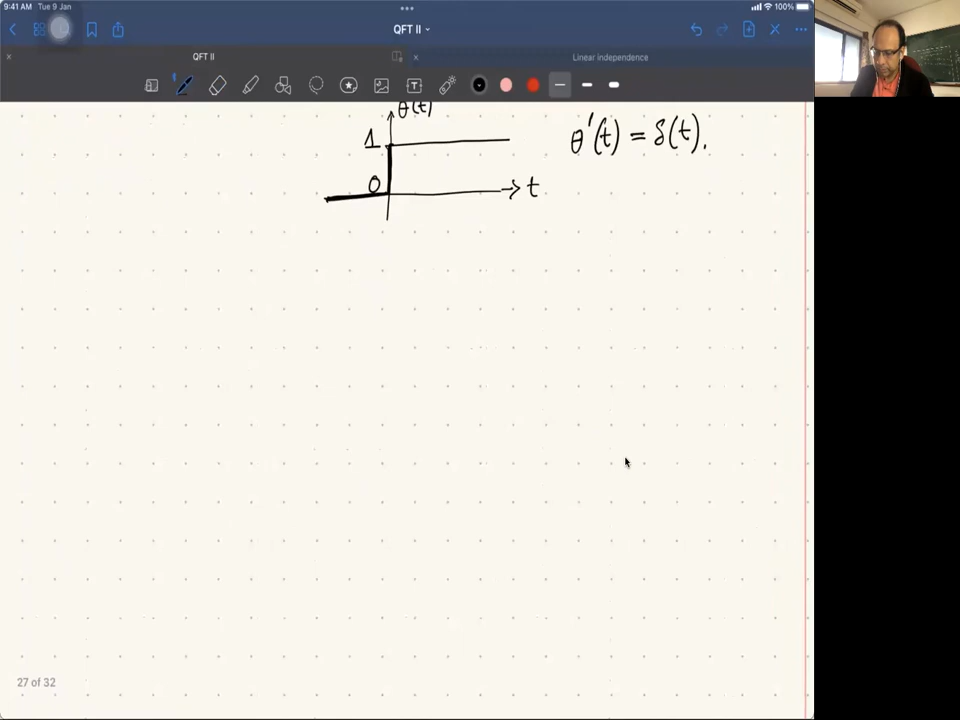 9:41 AM Tue 9 Jan
100%
QFT II
QFT II
Linear independence
θ(t)
1
θ'(t) = δ(t).
0
t
27 of 32